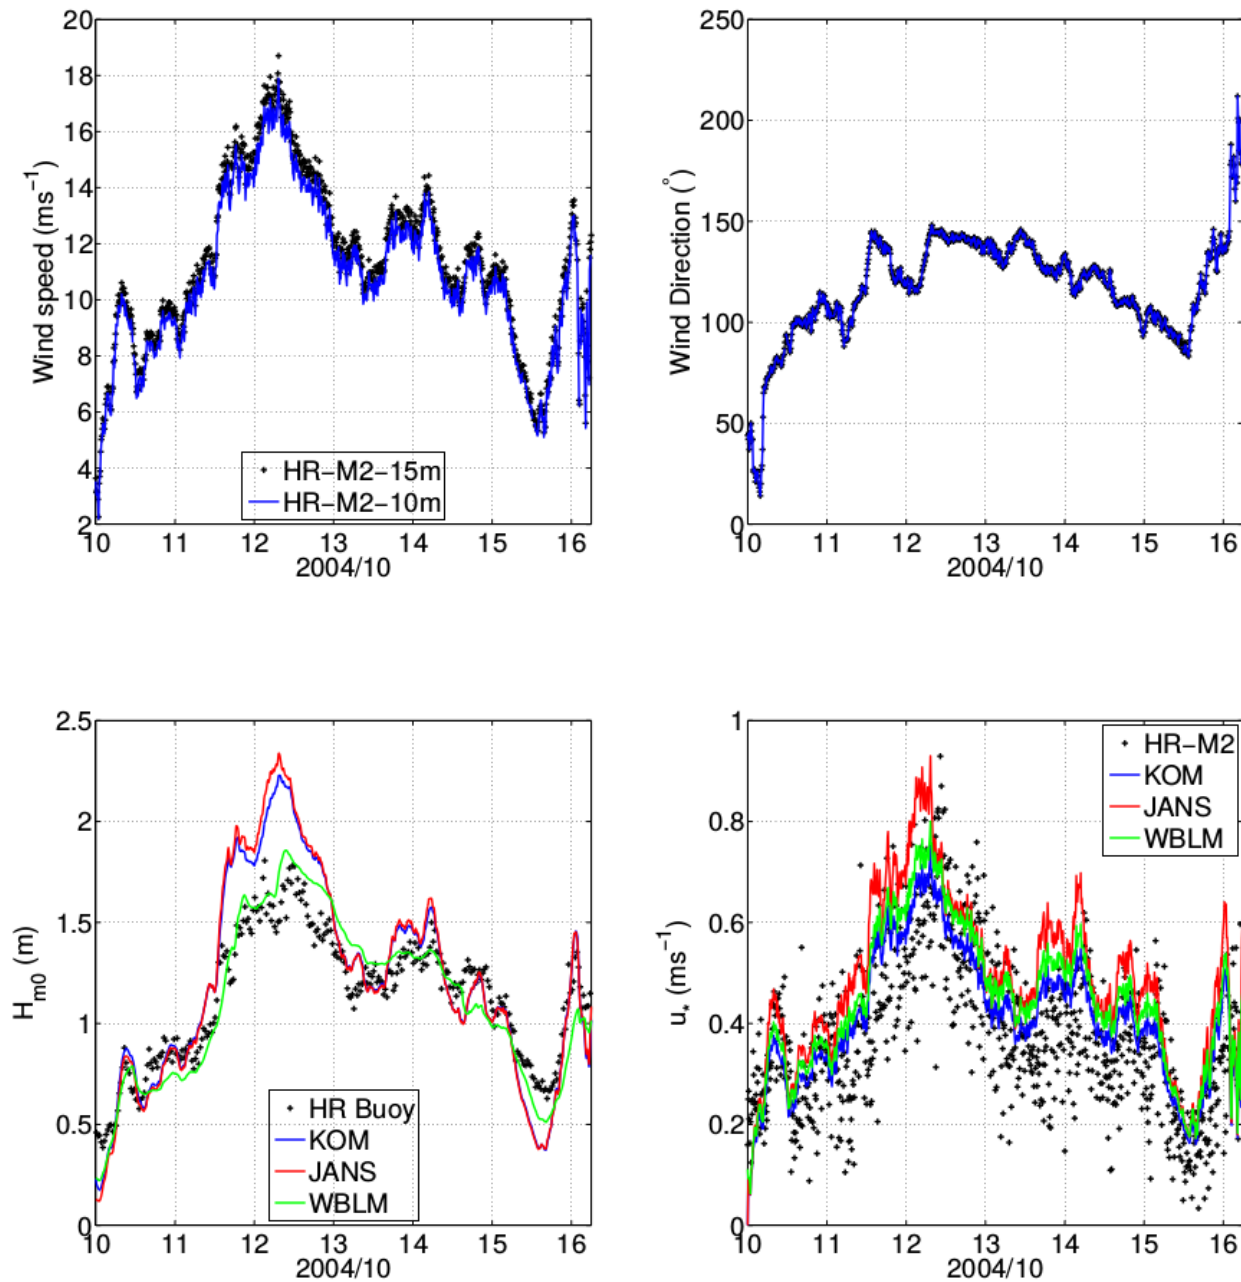 20
18
16
14
12
10
8
6
4
2
Wind speed (ms⁻¹)
HR−M2−15m
HR−M2−10m
10 11 12 13 14 15 16
2004/10
250
200
150
100
50
0
Wind Direction (°)
10 11 12 13 14 15 16
2004/10
2.5
2
1.5
1
0.5
0
H_m0 (m)
HR Buoy
KOM
JANS
WBLM
10 11 12 13 14 15 16
2004/10
1
0.8
0.6
0.4
0.2
0
u_* (ms⁻¹)
HR−M2
KOM
JANS
WBLM
10 11 12 13 14 15 16
2004/10